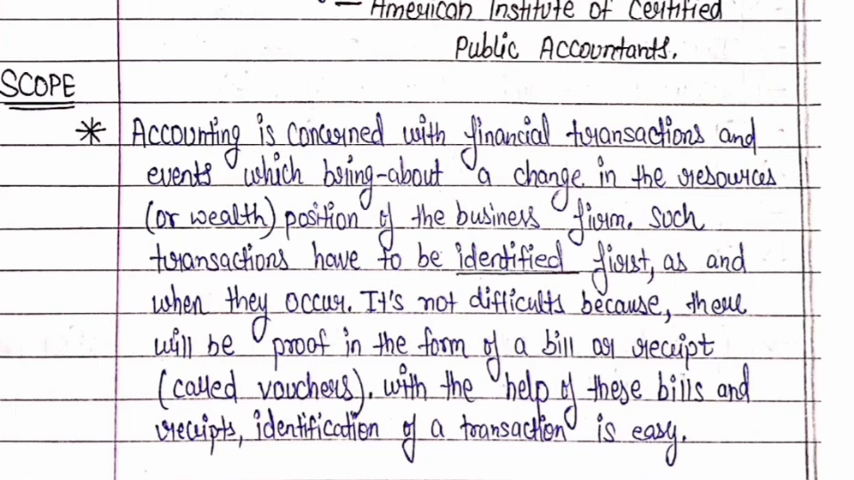 — American Institute of Certified
Public Accountants.
SCOPE
* Accounting is concerned with financial transactions and
events which bring-about a change in the resources
(or wealth) position of the business firm. Such
transactions have to be identified first, as and
when they occur. It's not difficults because, there
will be proof in the form of a bill or receipt
(called vouchers). with the help of these bills and
receipts, identification of a transaction is easy.